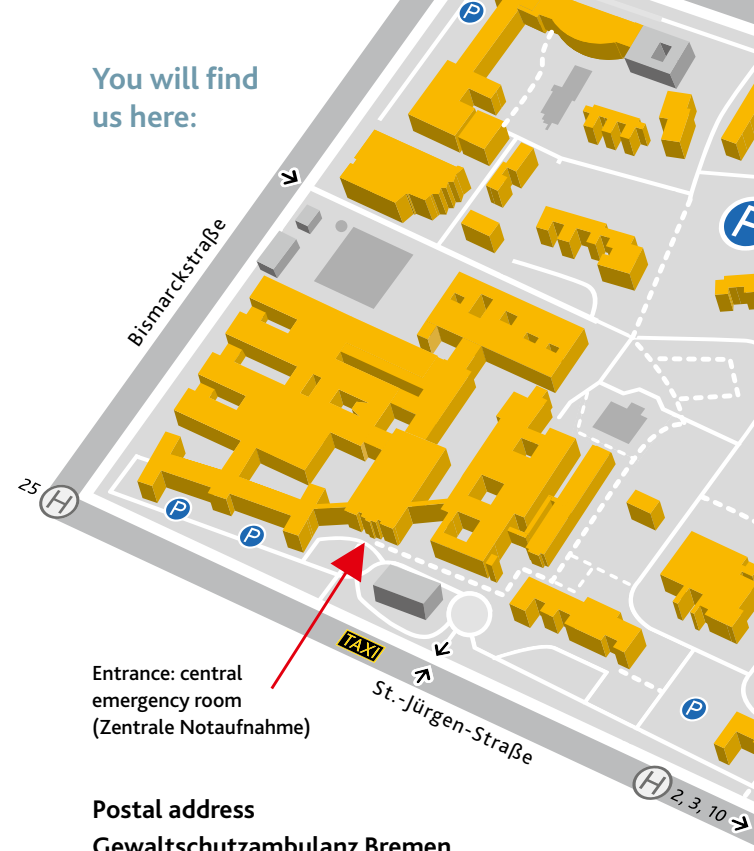 P
You will find
us here:
P
Bismarckstraße
25 H
P
P
TAXI
Entrance: central
emergency room
(Zentrale Notaufnahme)
St.-Jürgen-Straße
P
H 2, 3, 10
Postal address
Gewaltschutzambulanz Bremen